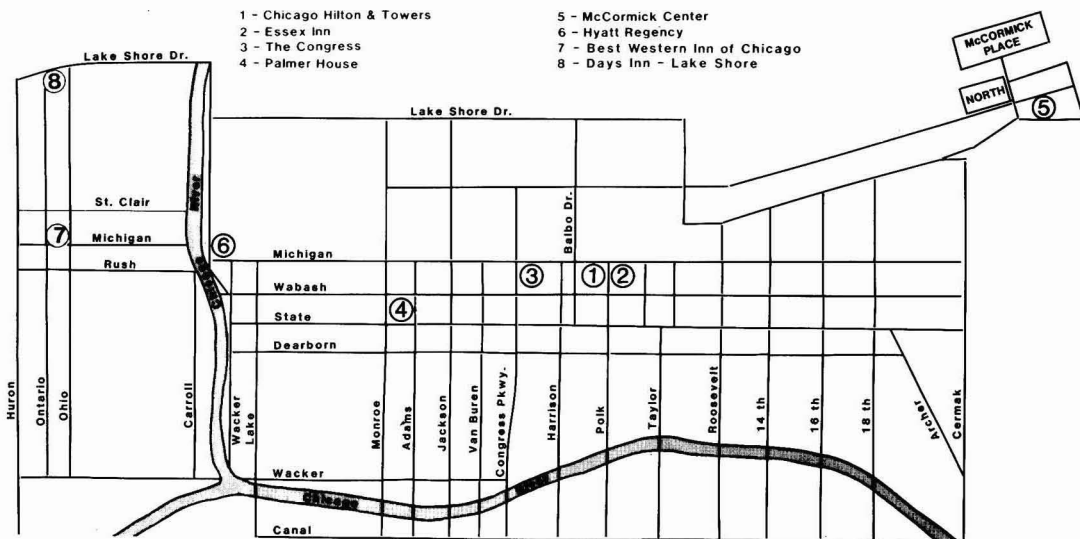 1 - Chicago Hilton & Towers
2 - Essex Inn
3 - The Congress
4 - Palmer House
5 - McCormick Center
6 - Hyatt Regency
7 - Best Western Inn of Chicago
8 - Days Inn - Lake Shore
McCORMICK
PLACE
NORTH
5
Lake Shore Dr.
8
Lake Shore Dr.
River
St. Clair
7
Michigan
6
Michigan
Balbo Dr.
Rush
Chicago
3
1
2
Wabash
4
State
Dearborn
Huron
Ontario
Ohio
Carroll
Wacker
Lake
Monroe
Adams
Jackson
Van Buren
Congress Pkwy.
Harrison
Polk
Taylor
Roosevelt
14 th
16 th
18 th
Archer
Cermak
Wacker
Chicago
River
Canal